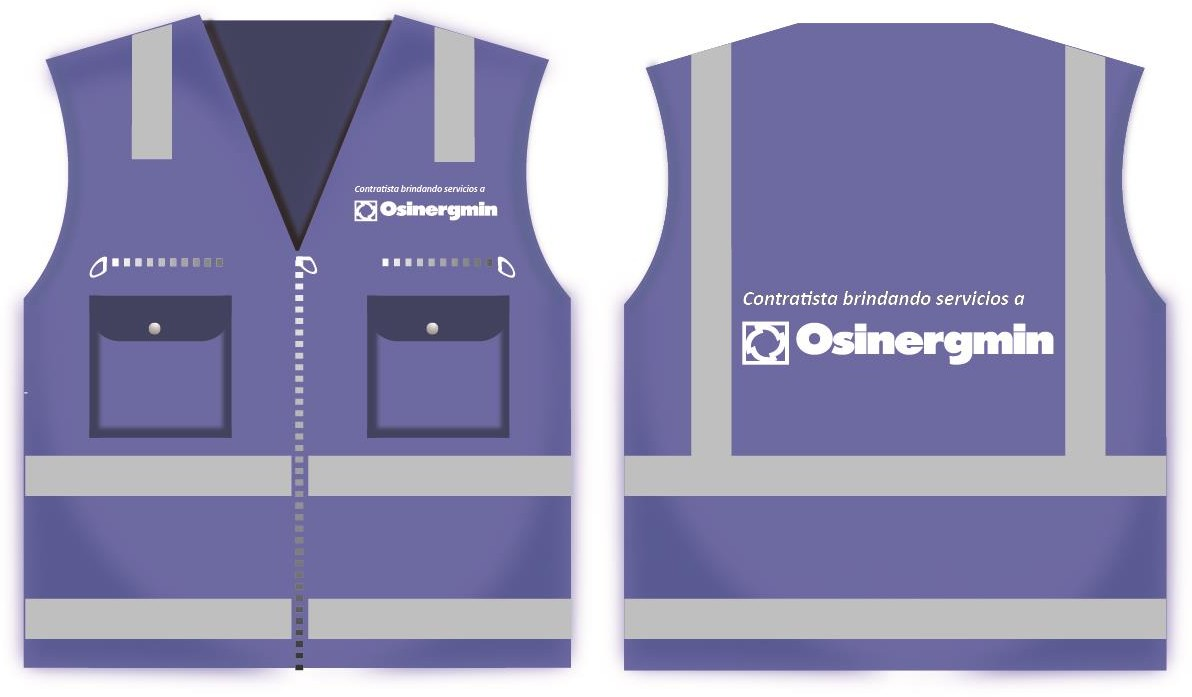 Contratista brindando servicios a
Osinergmin
Contratista brindando servicios a
Osinergmin